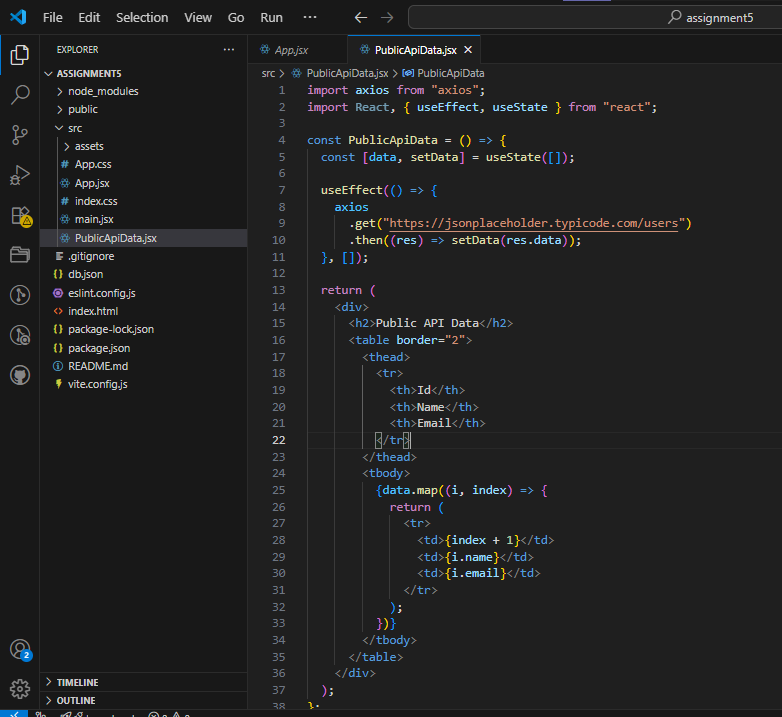 File Edit Selection View Go Run ··· ← → assignment5
EXPLORER ···
ASSIGNMENT5
node_modules
public
src
assets
# App.css
App.jsx
# index.css
main.jsx
PublicApiData.jsx
.gitignore
{} db.json
eslint.config.js
<> index.html
{} package-lock.json
{} package.json
README.md
vite.config.js
2
TIMELINE
OUTLINE
App.jsx PublicApiData.jsx ×
src > PublicApiData.jsx > PublicApiData
1 import axios from "axios";
2 import React, { useEffect, useState } from "react";
3
4 const PublicApiData = () => {
5 const [data, setData] = useState([]);
6
7 useEffect(() => {
8 axios
9 .get("https://jsonplaceholder.typicode.com/users")
10 .then((res) => setData(res.data));
11 }, []);
12
13 return (
14 <div>
15 <h2>Public API Data</h2>
16 <table border="2">
17 <thead>
18 <tr>
19 <th>Id</th>
20 <th>Name</th>
21 <th>Email</th>
22 </tr>
23 </thead>
24 <tbody>
25 {data.map((i, index) => {
26 return (
27 <tr>
28 <td>{index + 1}</td>
29 <td>{i.name}</td>
30 <td>{i.email}</td>
31 </tr>
32 );
33 })}
34 </tbody>
35 </table>
36 </div>
37 );
38 };